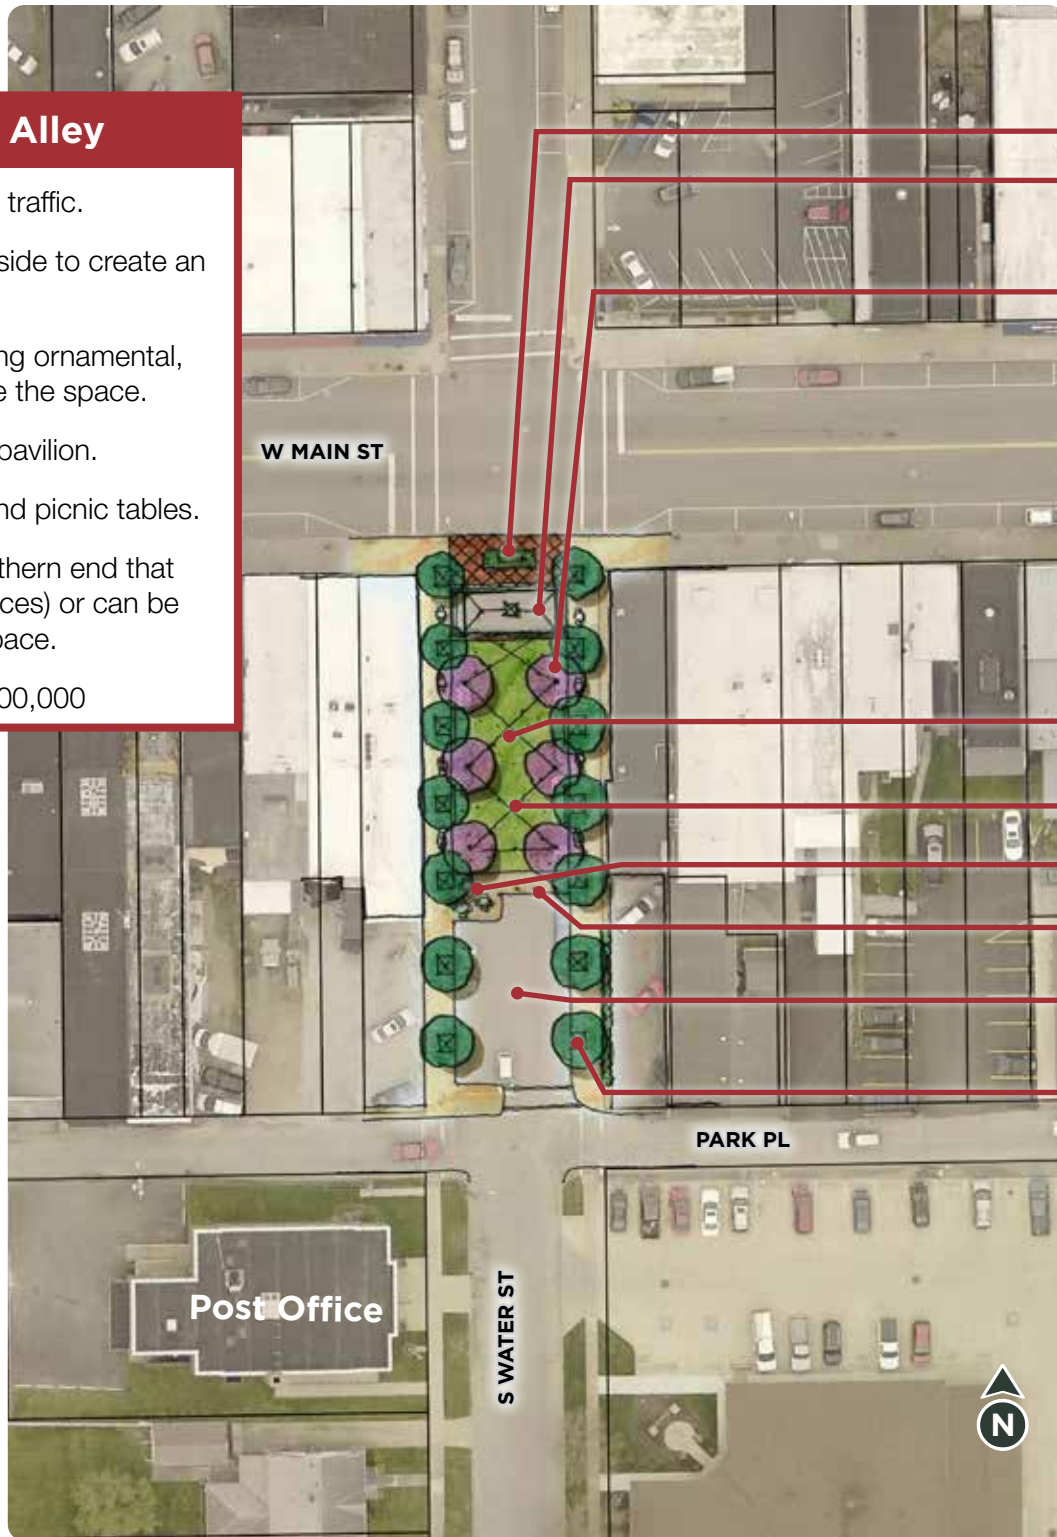 Alley
traffic.
side to create an
ng ornamental,
e the space.
pavilion.
nd picnic tables.
thern end that
ces) or can be
pace.
00,000
W MAIN ST
PARK PL
Post Office
S WATER ST
N